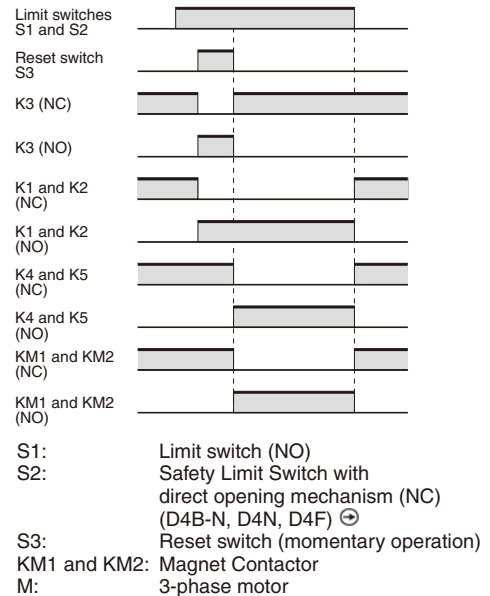 Limit switches
S1 and S2
Reset switch
S3
K3 (NC)
K3 (NO)
K1 and K2
(NC)
K1 and K2
(NO)
K4 and K5
(NC)
K4 and K5
(NO)
KM1 and KM2
(NC)
KM1 and KM2
(NO)
S1: Limit switch (NO)
S2: Safety Limit Switch with
direct opening mechanism (NC)
(D4B-N, D4N, D4F)
S3: Reset switch (momentary operation)
KM1 and KM2: Magnet Contactor
M: 3-phase motor